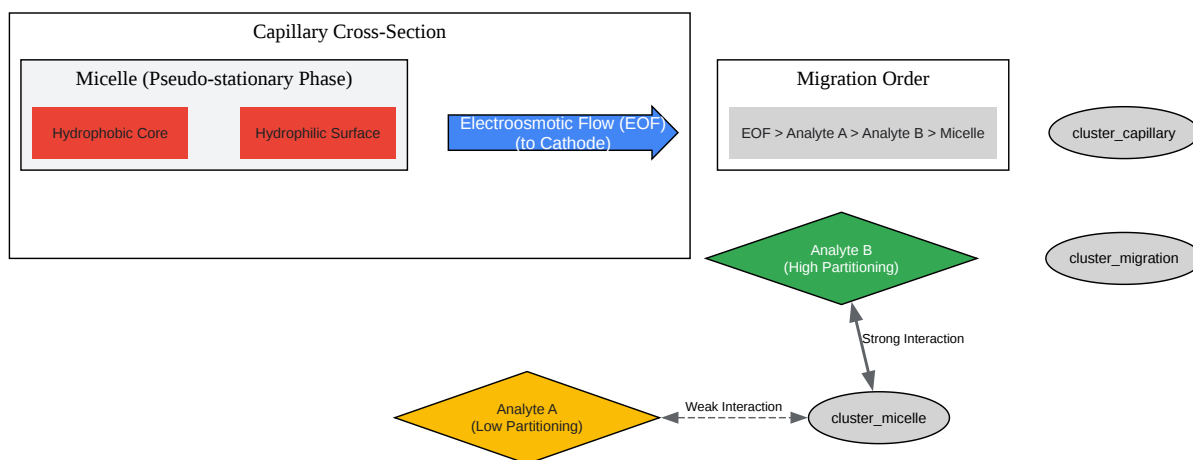 Capillary Cross-Section
Micelle (Pseudo-stationary Phase)
Hydrophobic Core
Hydrophilic Surface
Electroosmotic Flow (EOF)
(to Cathode)
Migration Order
EOF > Analyte A > Analyte B > Micelle
cluster_capillary
Analyte B
(High Partitioning)
cluster_migration
Strong Interaction
Analyte A
(Low Partitioning)
Weak Interaction
cluster_micelle